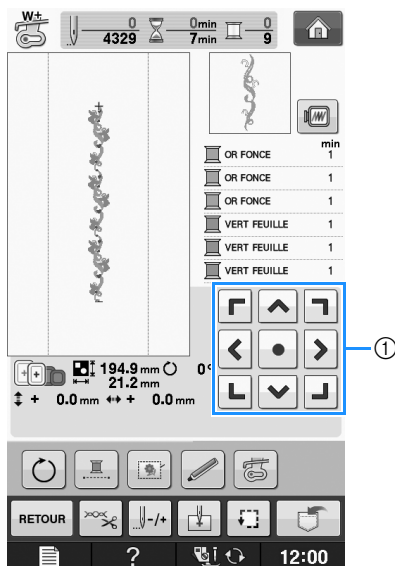 W±
0 0min 0
4329 7min 9
min
OR FONCE 1
OR FONCE 1
OR FONCE 1
VERT FEUILLE 1
VERT FEUILLE 1
VERT FEUILLE 1
①
194.9 mm 0°
21.2 mm
+ 0.0 mm + 0.0 mm
RETOUR -/+
? 12:00